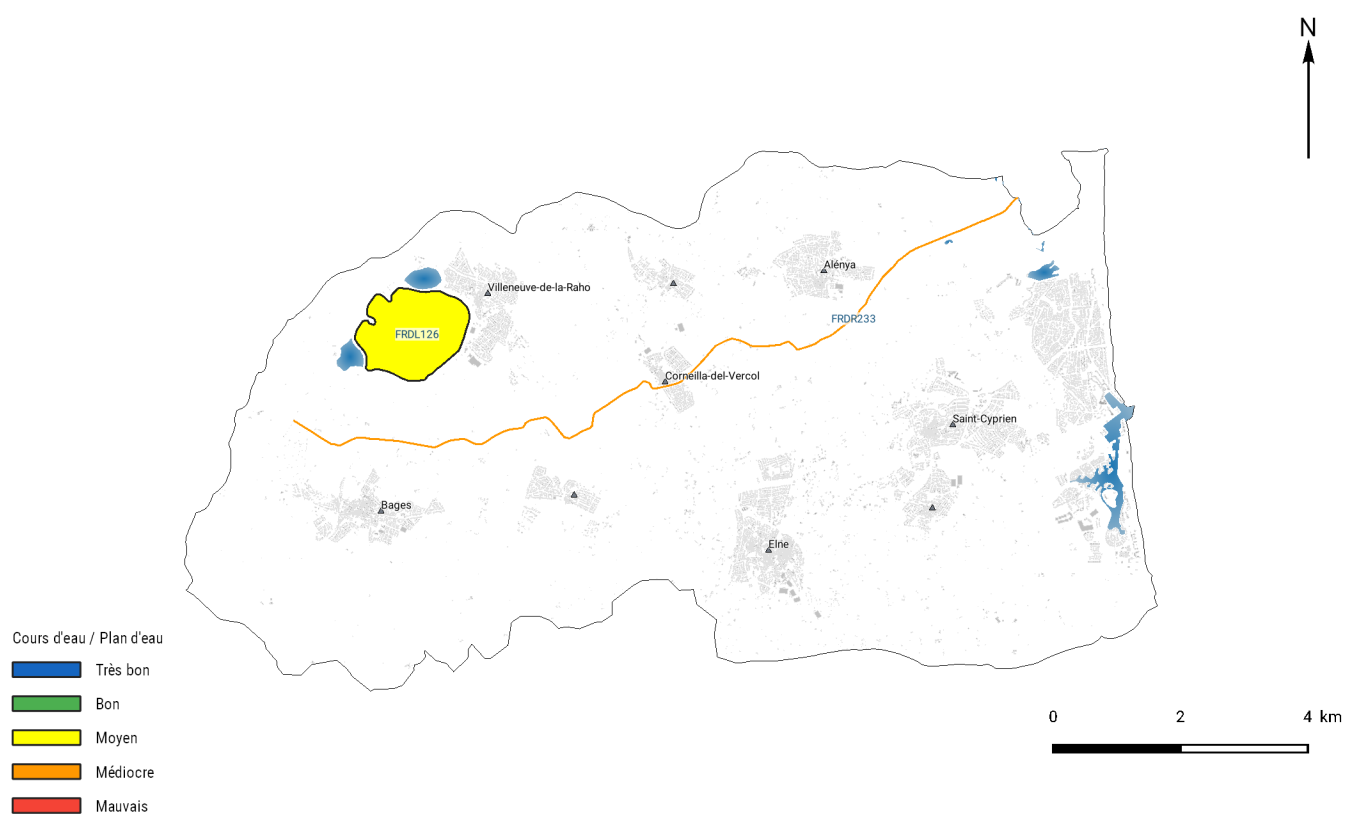 N
Alénya
Villeneuve-de-la-Raho
FRDR233
FRDL126
Corneilla-del-Vercol
Saint-Cyprien
Bages
Elne
Cours d'eau / Plan d'eau
Très bon
Bon
Moyen
Médiocre
Mauvais
0 2 4 km